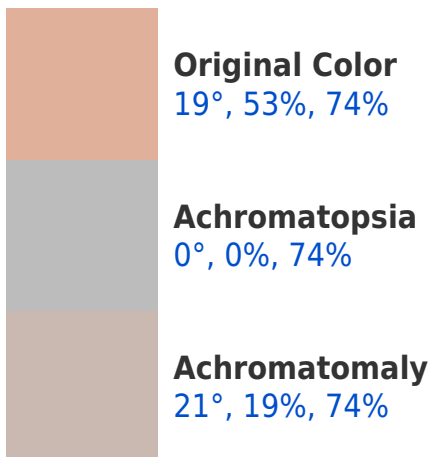 Original Color
19°, 53%, 74%
Achromatopsia
0°, 0%, 74%
Achromatomaly
21°, 19%, 74%